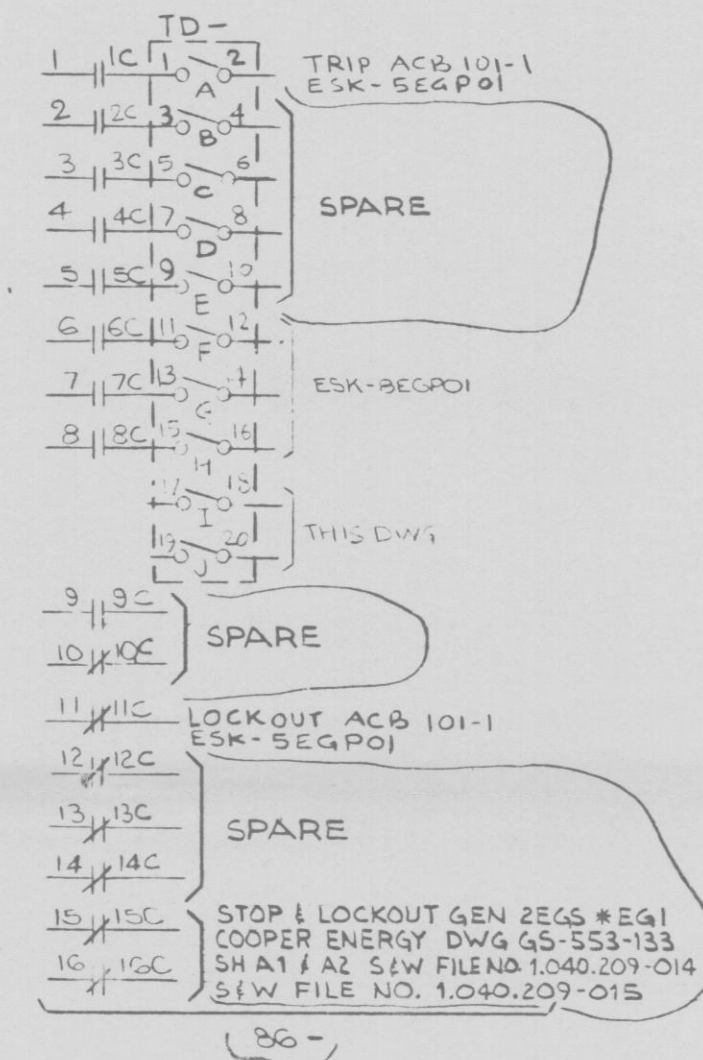 TD-
1 1C 1 2 TRIP ACB 101-1
A ESK-5EGP01
2 2C 3 4
B
3 3C 5 6
C SPARE
4 4C 7 8
D
5 5C 9 10
E
6 6C 11 12
F
7 7C 13 ESK-8EGP01
G
8 8C 15 16
H
17 18
I THIS DWG
19 20
J
9 9C
SPARE
10 10C
11 11C LOCKOUT ACB 101-1
ESK-5EGP01
12 12C
13 13C SPARE
14 14C
15 15C STOP & LOCKOUT GEN 2EGS*EG1
COOPER ENERGY DWG GS-553-133
16 16C SH A1 & A2 S&W FILE NO. 1.040.209-014
S&W FILE NO. 1.040.209-015
86-